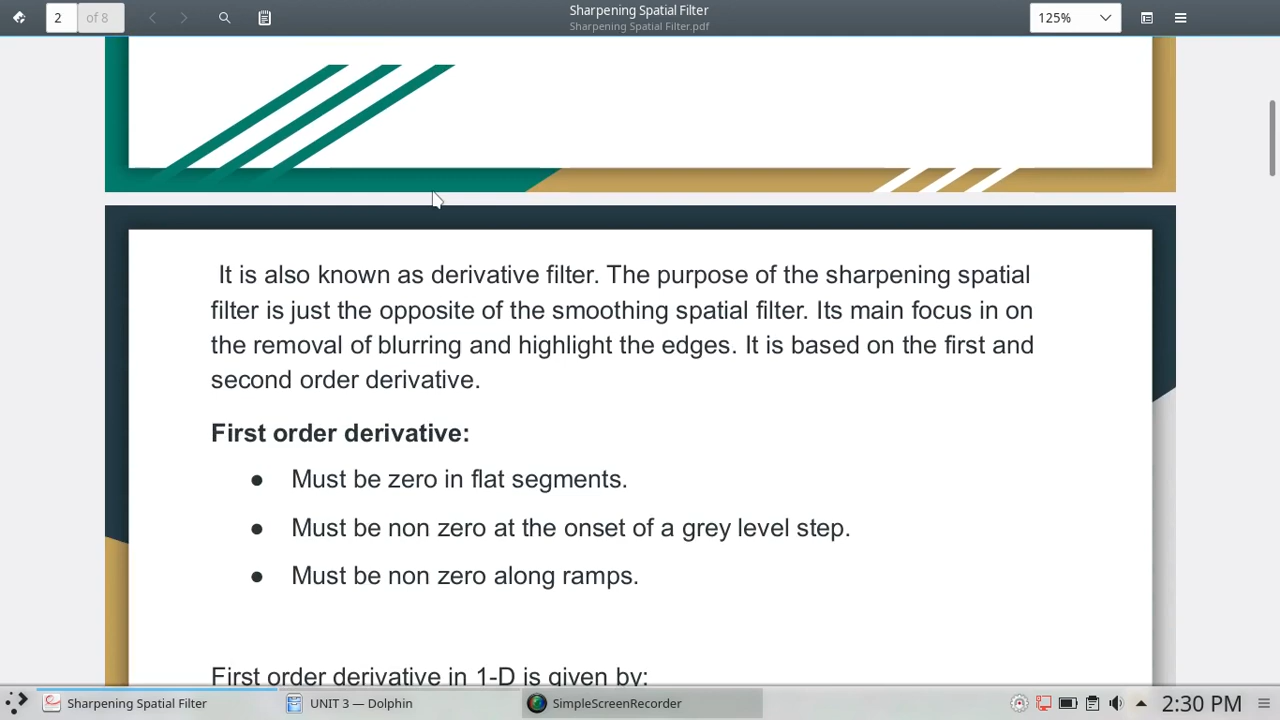 2 of 8
Sharpening Spatial Filter
Sharpening Spatial Filter.pdf
125%
It is also known as derivative filter. The purpose of the sharpening spatial
filter is just the opposite of the smoothing spatial filter. Its main focus in on
the removal of blurring and highlight the edges. It is based on the first and
second order derivative.
First order derivative:
● Must be zero in flat segments.
● Must be non zero at the onset of a grey level step.
● Must be non zero along ramps.
First order derivative in 1-D is given by:
Sharpening Spatial Filter
UNIT 3 — Dolphin
SimpleScreenRecorder
2:30 PM